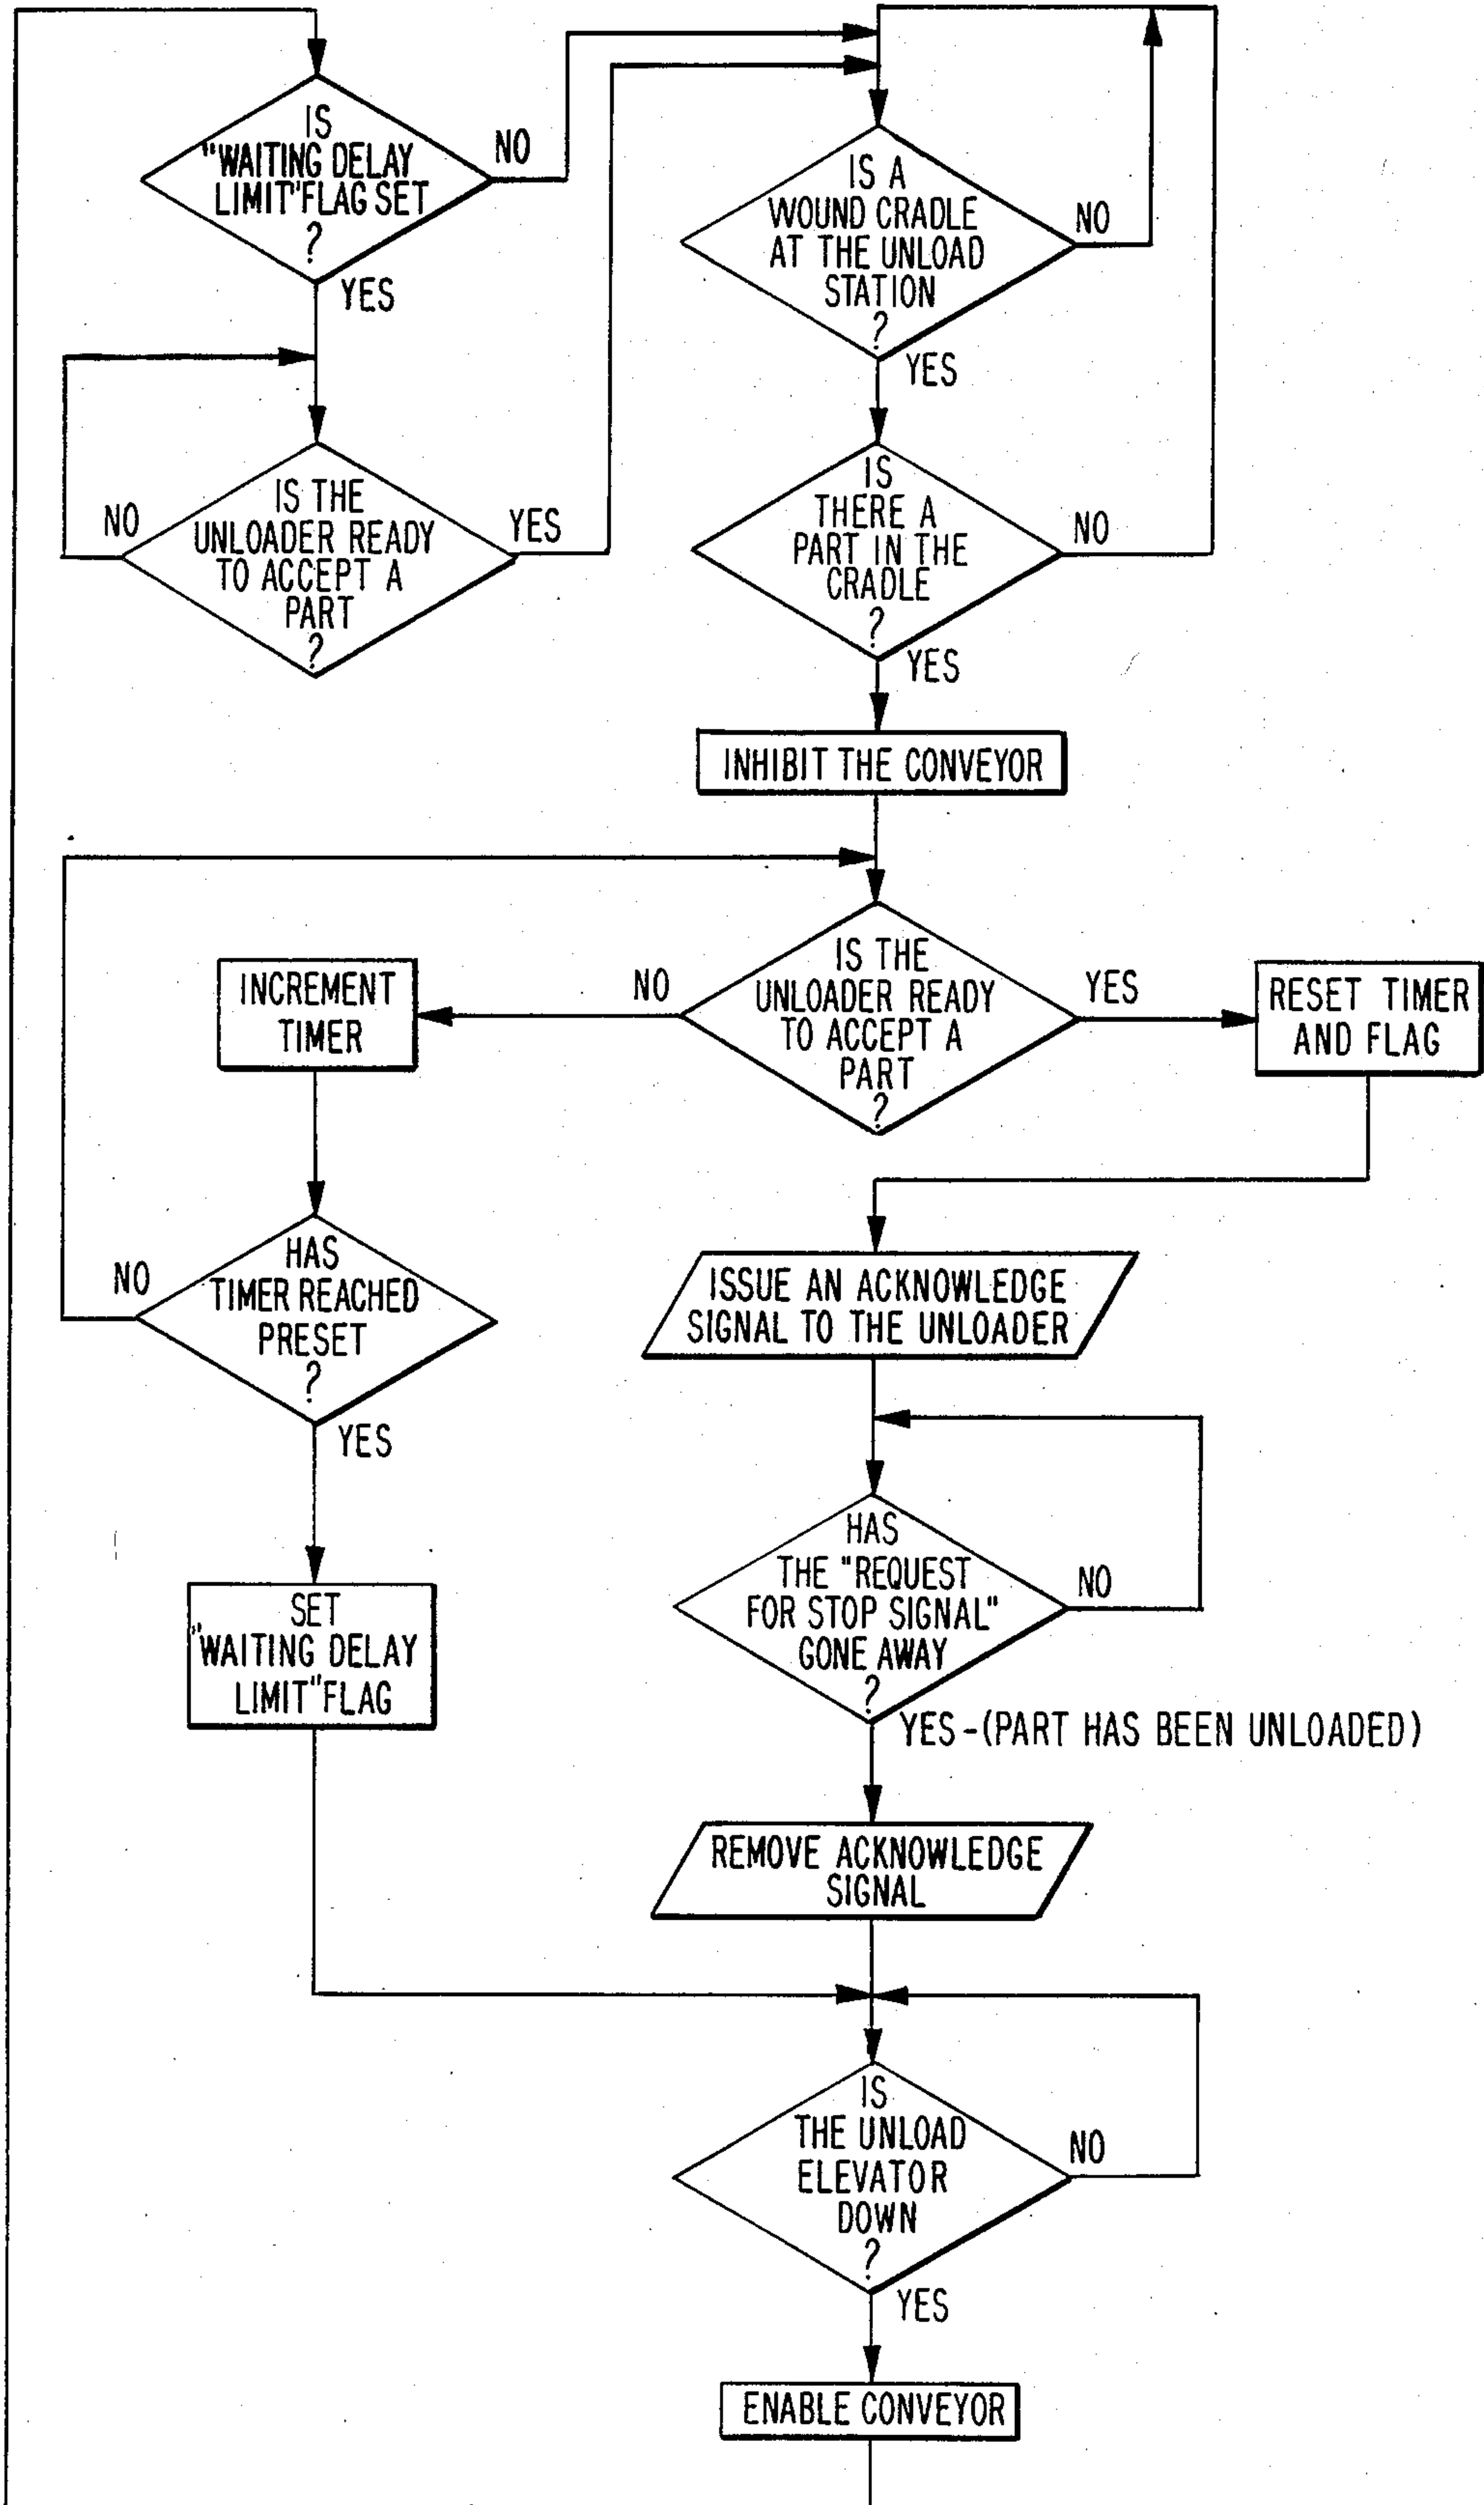 IS
"WAITING DELAY
LIMIT" FLAG SET
?
NO
YES
IS THE
UNLOADER READY
TO ACCEPT A
PART
?
NO
YES
IS A
WOUND CRADLE
AT THE UNLOAD
STATION
?
NO
YES
IS
THERE A
PART IN THE
CRADLE
?
NO
YES
INHIBIT THE CONVEYOR
IS THE
UNLOADER READY
TO ACCEPT A
PART
?
NO
YES
INCREMENT
TIMER
RESET TIMER
AND FLAG
HAS
TIMER REACHED
PRESET
?
NO
YES
ISSUE AN ACKNOWLEDGE
SIGNAL TO THE UNLOADER
HAS
THE "REQUEST
FOR STOP SIGNAL"
GONE AWAY
?
NO
YES-(PART HAS BEEN UNLOADED)
SET
"WAITING DELAY
LIMIT" FLAG
REMOVE ACKNOWLEDGE
SIGNAL
IS
THE UNLOAD
ELEVATOR
DOWN
?
NO
YES
ENABLE CONVEYOR